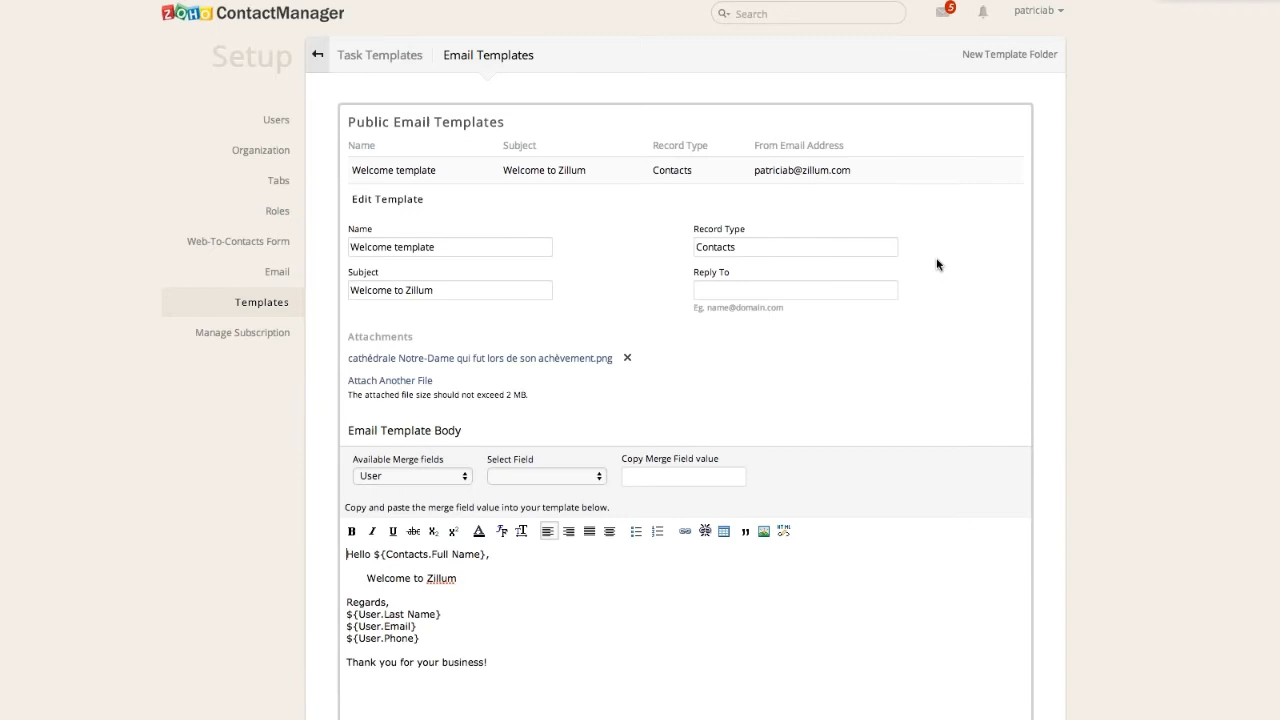 ZOHO ContactManager
Search
5
patriciab
Setup
Task Templates
Email Templates
New Template Folder
Users
Organization
Tabs
Roles
Web-To-Contacts Form
Email
Templates
Manage Subscription
Public Email Templates
Name Subject Record Type From Email Address
Welcome template Welcome to Zillum Contacts patriciab@zillum.com
Edit Template
Name Record Type
Welcome template Contacts
Subject Reply To
Welcome to Zillum
Eg, name@domain.com
Attachments
cathédrale Notre-Dame qui fut lors de son achèvement.png
Attach Another File
The attached file size should not exceed 2 MB.
Email Template Body
Available Merge fields Select Field Copy Merge Field value
User
Copy and paste the merge field value into your template below.
B I U abc X2 X2 A HTML
Hello ${Contacts.Full Name},
Welcome to Zillum
Regards,
${User.Last Name}
${User.Email}
${User.Phone}
Thank you for your business!